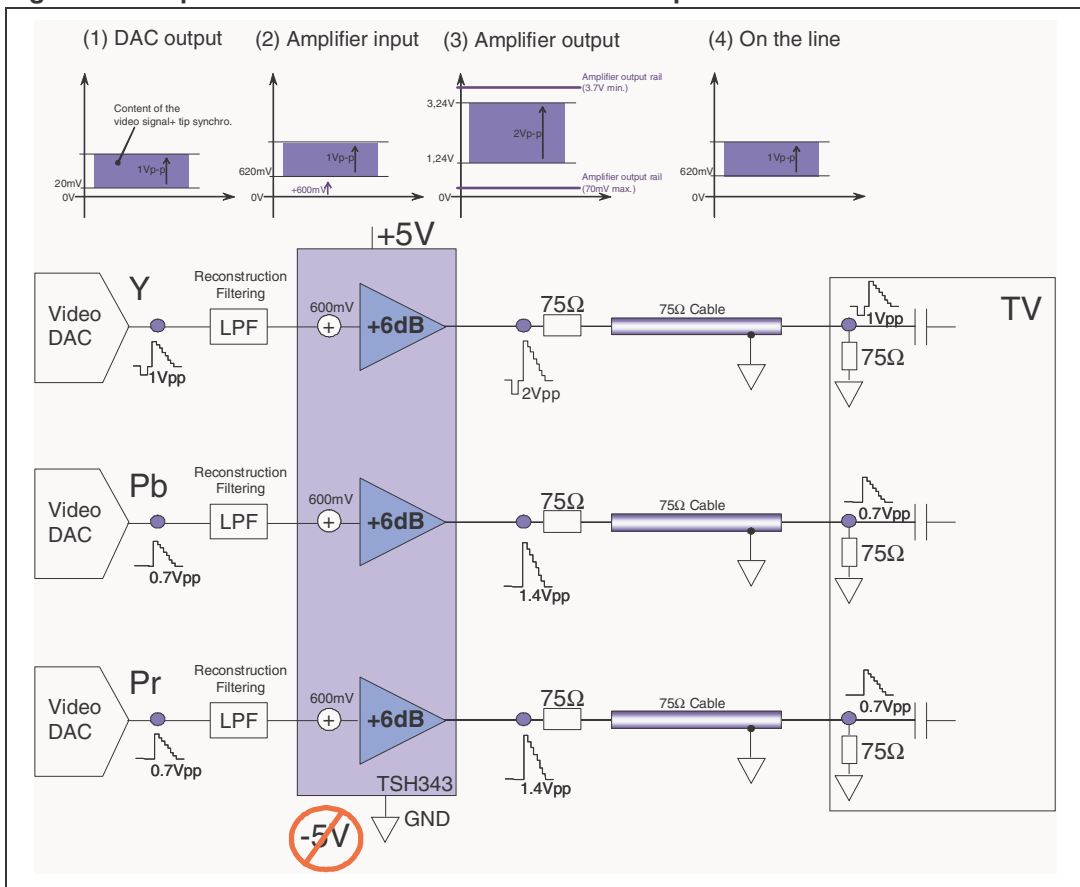 (1) DAC output
(2) Amplifier input
(3) Amplifier output
(4) On the line
Content of the
video signal+ tip synchro.
1Vp-p
20mV
0V
1Vp-p
620mV
+600mV
0V
Amplifier output rail
(3.7V min.)
3,24V
2Vp-p
1,24V
Amplifier output rail
(70mV max.)
0V
1Vp-p
620mV
0V
+5V
Video
DAC
Y
1Vpp
Reconstruction
Filtering
LPF
600mV
+
+6dB
75Ω
2Vpp
75Ω Cable
1Vpp
75Ω
TV
Video
DAC
Pb
0.7Vpp
Reconstruction
Filtering
LPF
600mV
+
+6dB
75Ω
1.4Vpp
75Ω Cable
0.7Vpp
75Ω
Video
DAC
Pr
0.7Vpp
Reconstruction
Filtering
LPF
600mV
+
+6dB
75Ω
1.4Vpp
75Ω Cable
0.7Vpp
75Ω
TSH343
-5V
GND